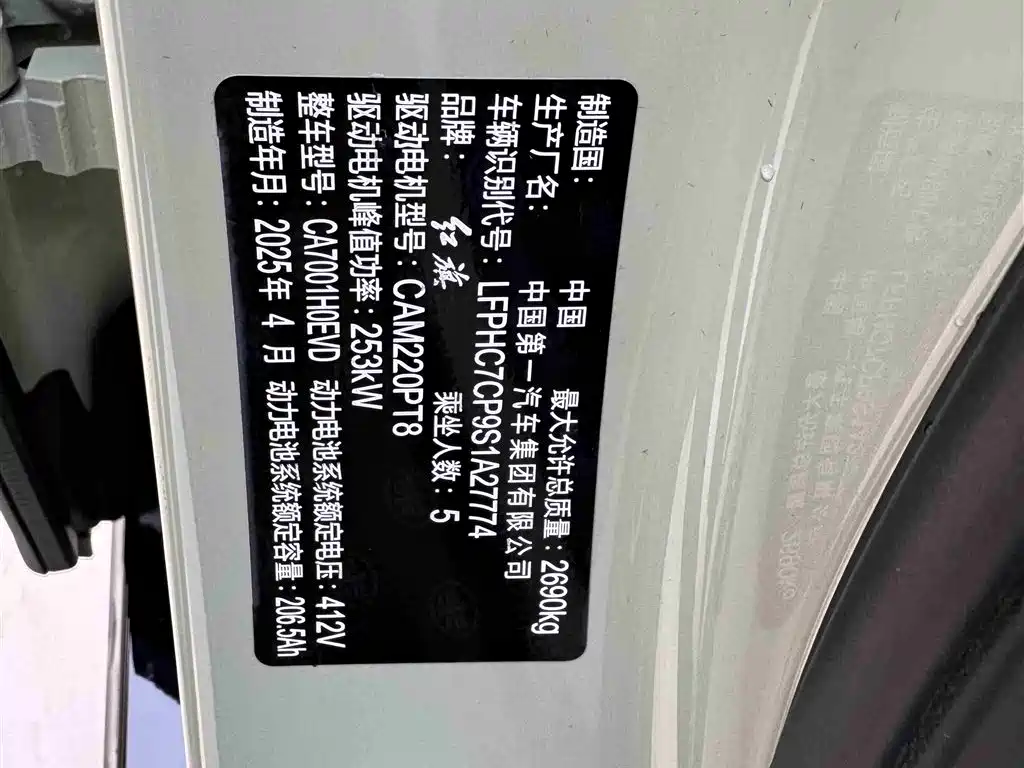 制造国: 中国 最大允许总质量:2690kg
生产厂名: 中国第一汽车集团有限公司
车辆识别代号:LFPHC7CP9S1A27774
品牌: 红旗 乘坐人数:5
驱动电机型号:CAM220PT8
驱动电机峰值功率:253kW
整车型号:CA7001H0EVD 动力电池系统额定电压:412V
制造年月:2025年 4 月 动力电池系统额定容量:206.5Ah